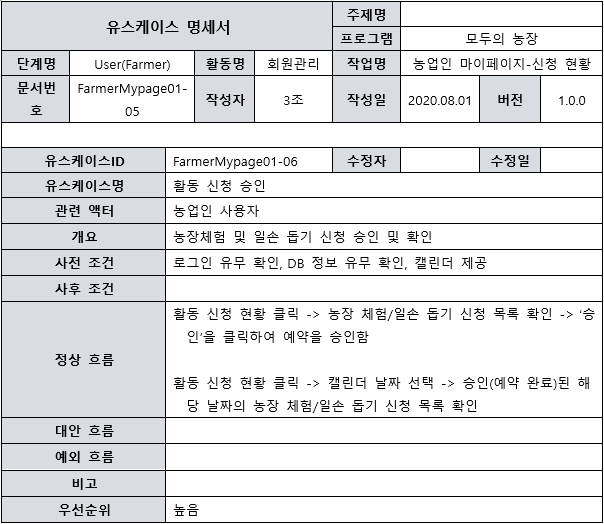 유스케이스 명세서
주제명
프로그램
모두의 농장
단계명
User(Farmer)
활동명
회원관리
작업명
농업인 마이페이지-신청 현황
문서번
호
FarmerMypage01-
05
작성자
3조
작성일
2020.08.01
버전
1.0.0
유스케이스ID
FarmerMypage01-06
수정자
수정일
유스케이스명
활동 신청 승인
관련 액터
농업인 사용자
개요
농장체험 및 일손 돕기 신청 승인 및 확인
사전 조건
로그인 유무 확인, DB 정보 유무 확인, 캘린더 제공
사후 조건
정상 흐름
활동 신청 현황 클릭 -> 농장 체험/일손 돕기 신청 목록 확인 -> ‘승
인’을 클릭하여 예약을 승인함
활동 신청 현황 클릭 -> 캘린더 날짜 선택 -> 승인(예약 완료)된 해
당 날짜의 농장 체험/일손 돕기 신청 목록 확인
대안 흐름
예외 흐름
비고
우선순위
높음